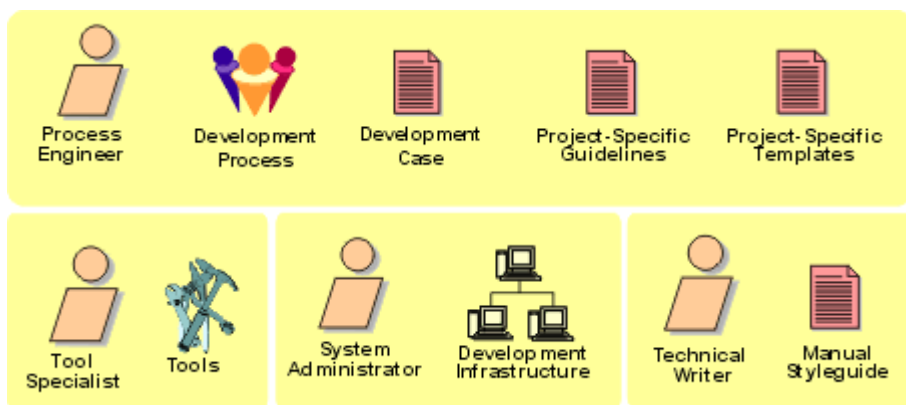 Process
Engineer
Development
Process
Development
Case
Project-Specific
Guidelines
Project-Specific
Templates
Tool
Specialist
Tools
System
Administrator
Development
Infrastructure
Technical
Writer
Manual
Styleguide